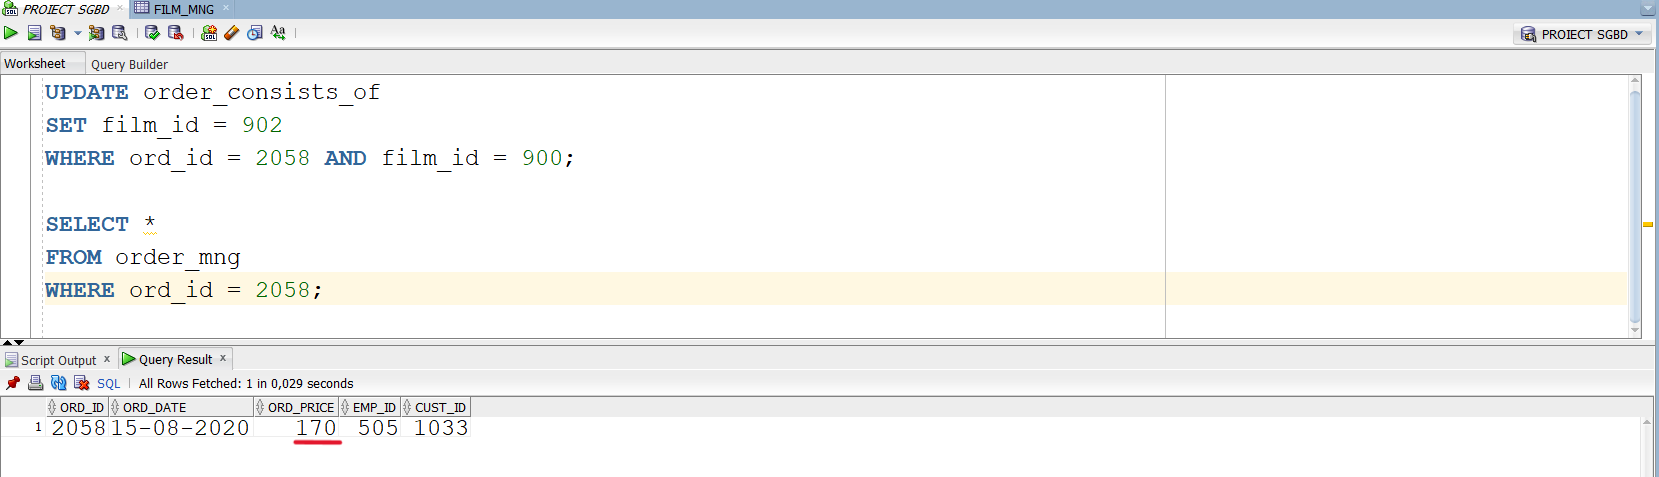 PROIECT SGBD × FILM_MNG ×
PROIECT SGBD
Worksheet Query Builder
UPDATE order_consists_of
SET film_id = 902
WHERE ord_id = 2058 AND film_id = 900;
SELECT *
FROM order_mng
WHERE ord_id = 2058;
Script Output × Query Result ×
SQL | All Rows Fetched: 1 in 0,029 seconds
ORD_ID ORD_DATE ORD_PRICE EMP_ID CUST_ID
1 2058 15-08-2020 170 505 1033